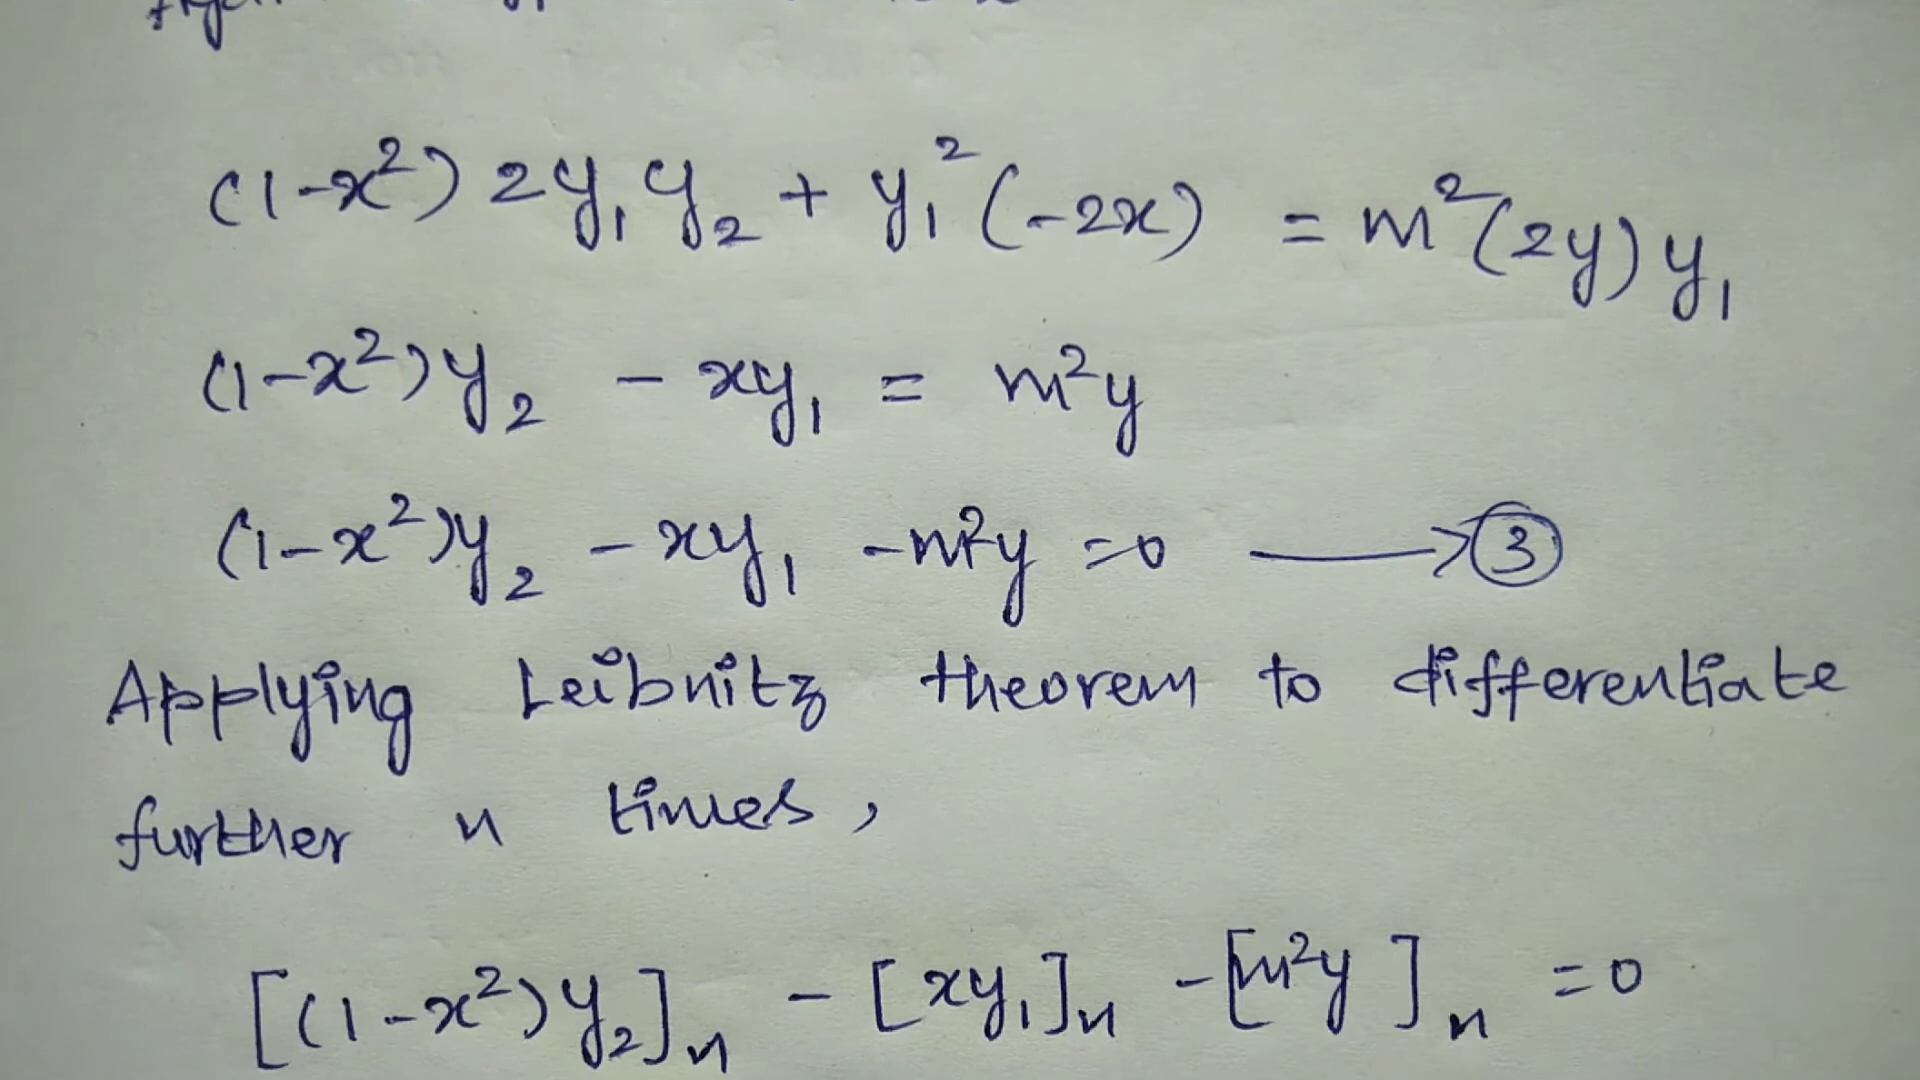 (1-x²) 2y₁y₂ + y₁² (-2x) = m²(2y) y₁
(1-x²)y₂ - xy₁ = m²y
(1-x²)y₂ - xy₁ - m²y =0 → ③
Applying Leibnitz theorem to differentiate
further n times,
[(1-x²)y₂]ₙ - [xy₁]ₙ - [m²y]ₙ =0